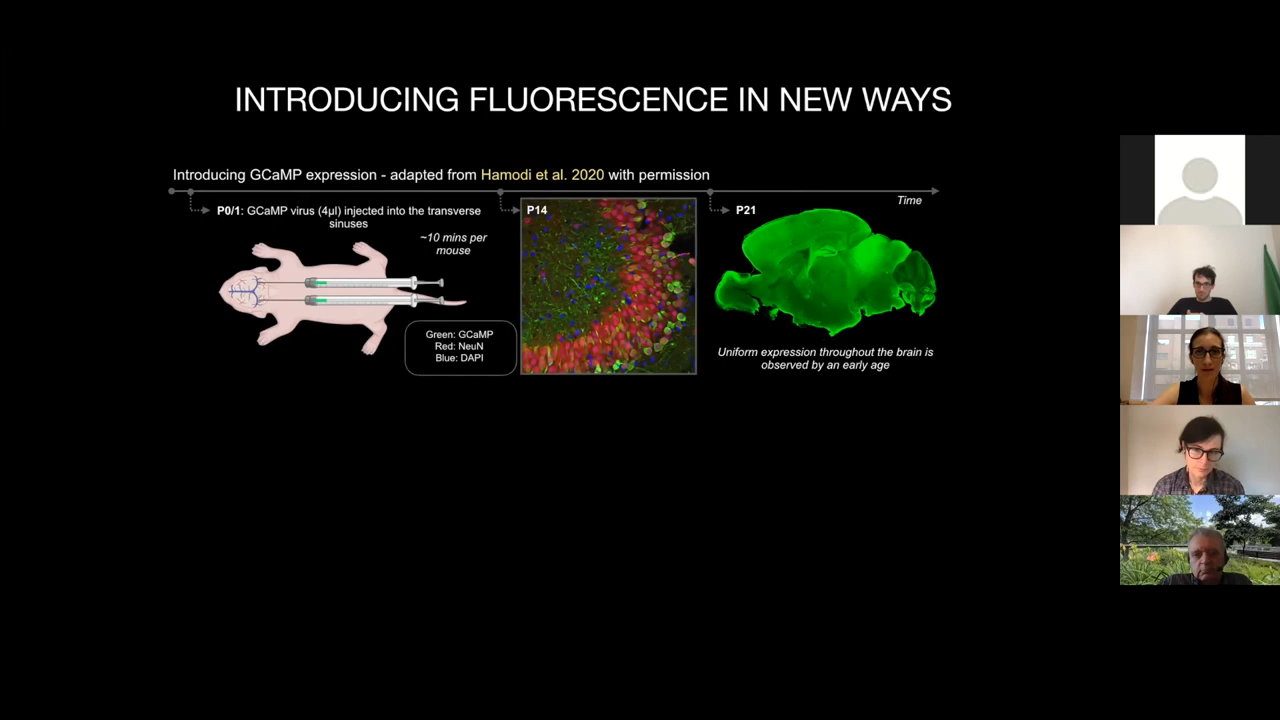 INTRODUCING FLUORESCENCE IN NEW WAYS
Introducing GCaMP expression - adapted from Hamodi et al. 2020 with permission
Time
P0/1: GCaMP virus (4µl) injected into the transverse
sinuses
~10 mins per
mouse
Green: GCaMP
Red: NeuN
Blue: DAPI
P14
P21
Uniform expression throughout the brain is
observed by an early age